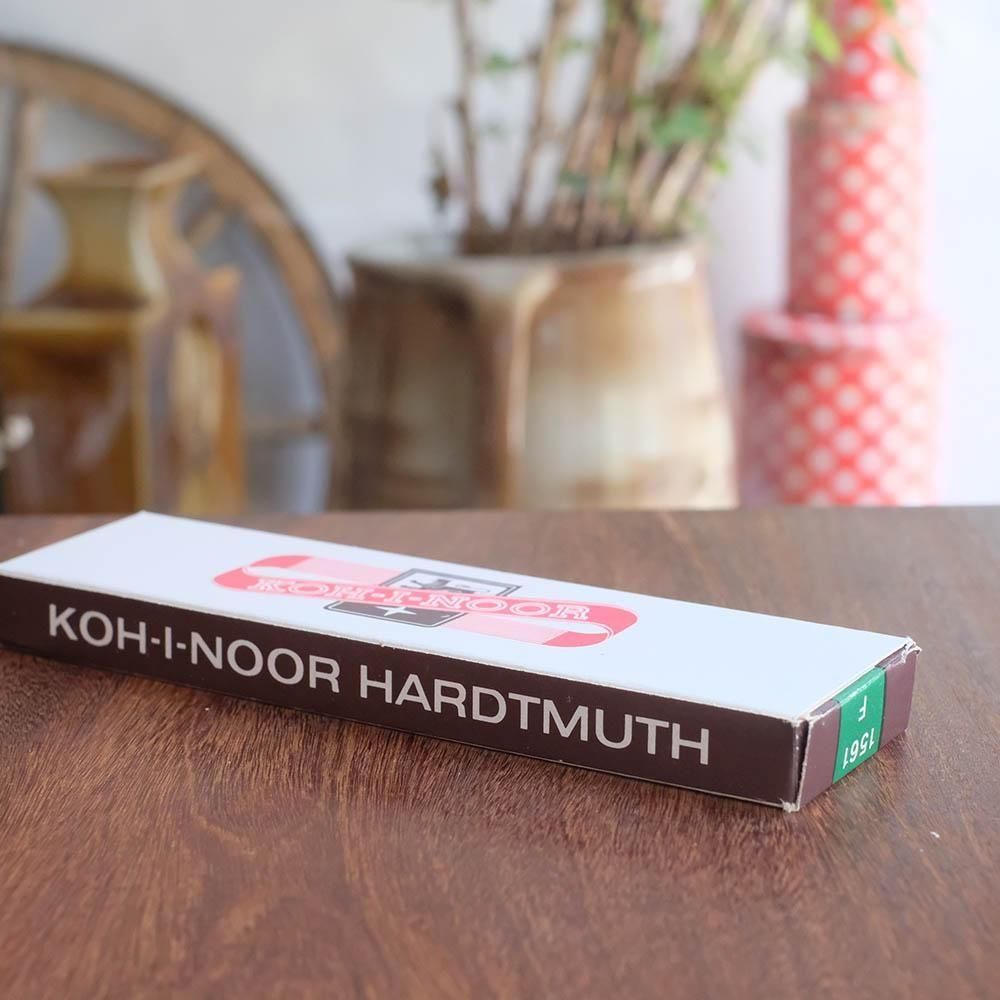 KOH-I-NOOR
KOH-I-NOOR HARDTMUTH
1561
F